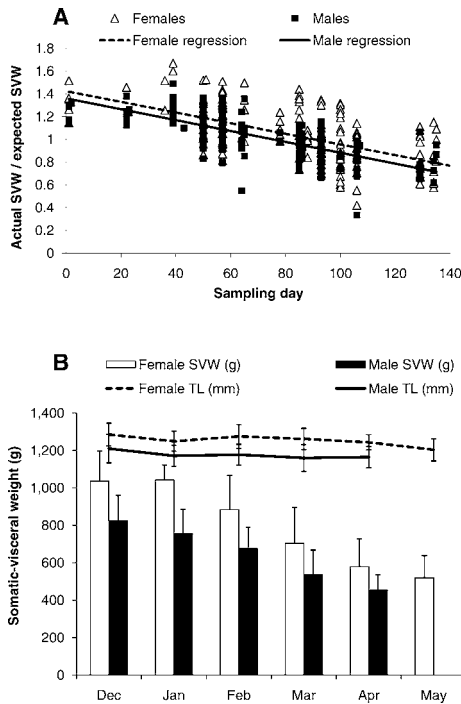 A
Females Males
Female regression Male regression
Actual SVW / expected SVW
1.8
1.6
1.4
1.2
1
0.8
0.6
0.4
0.2
0
0 20 40 60 80 100 120 140
Sampling day
B
Female SVW (g) Male SVW (g)
Female TL (mm) Male TL (mm)
Somatic-visceral weight (g)
1,400
1,200
1,000
800
600
400
200
0
Dec Jan Feb Mar Apr May